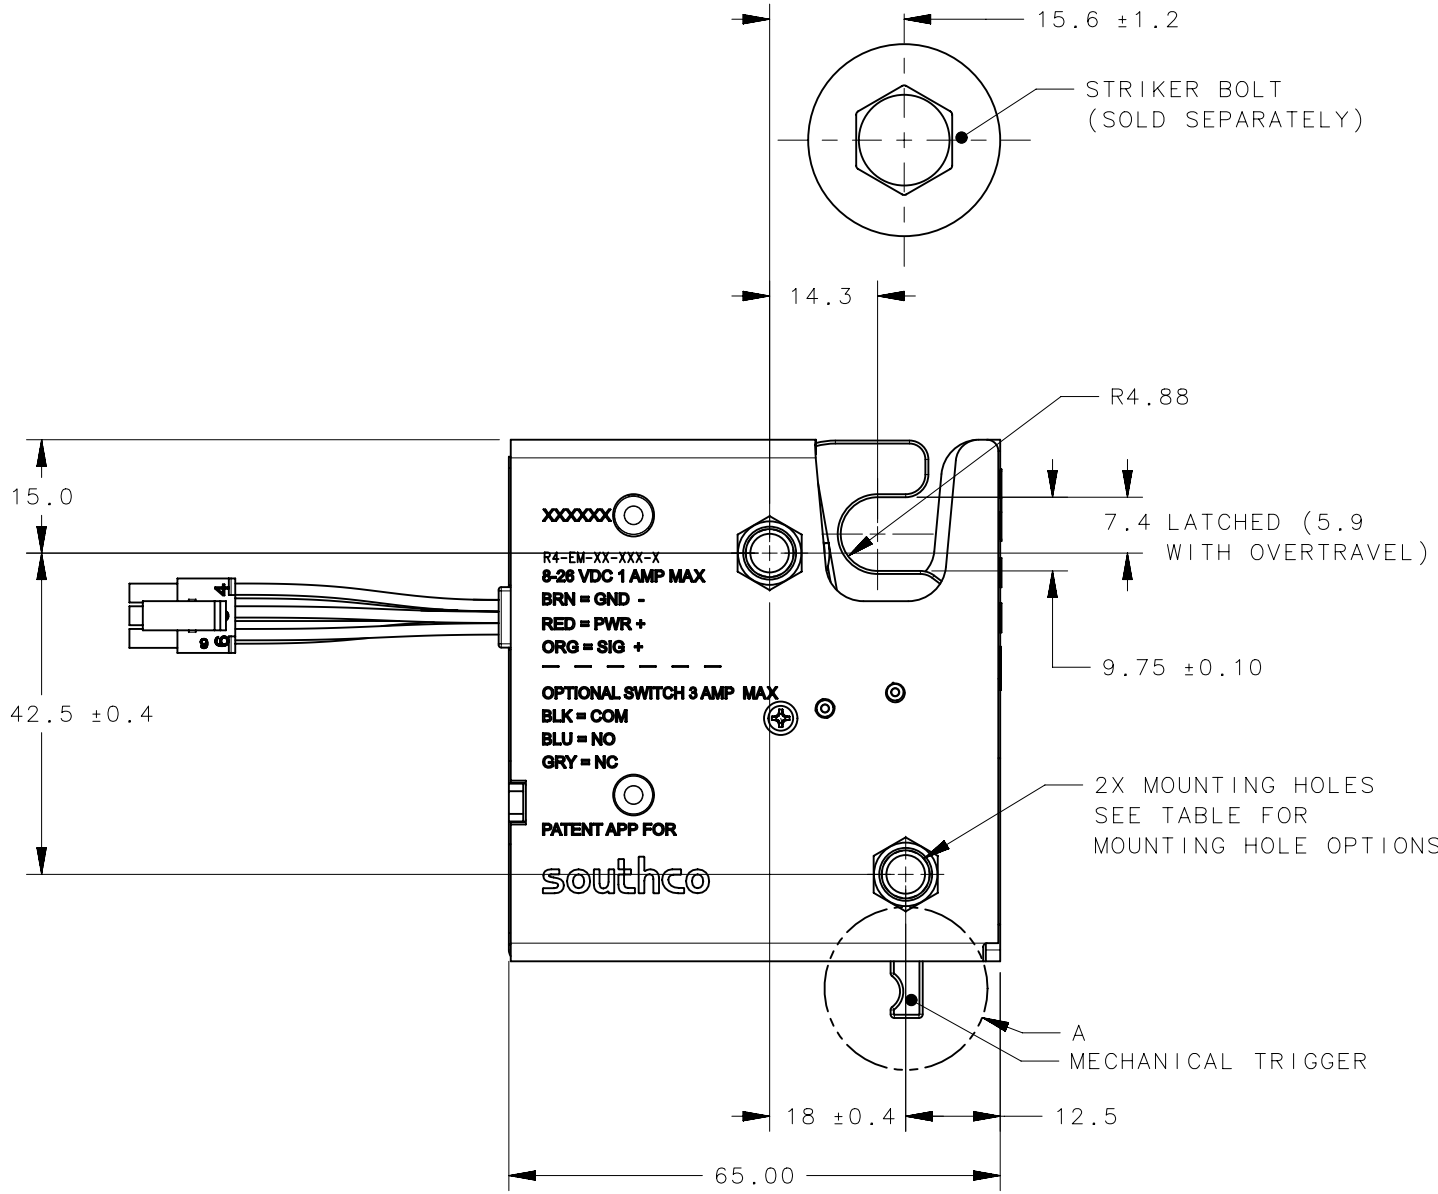 15.6 ±1.2
STRIKER BOLT
(SOLD SEPARATELY)
14.3
R4.88
15.0
7.4 LATCHED (5.9
WITH OVERTRAVEL)
XXXXXX
R4-EM-XX-XXX-X
8-26 VDC 1 AMP MAX
BRN = GND -
RED = PWR +
ORG = SIG +
4
6
9
9.75 ±0.10
42.5 ±0.4
OPTIONAL SWITCH 3 AMP MAX
BLK = COM
BLU = NO
GRY = NC
2X MOUNTING HOLES
SEE TABLE FOR
MOUNTING HOLE OPTIONS
PATENT APP FOR
southco
A
MECHANICAL TRIGGER
18 ±0.4
12.5
65.00